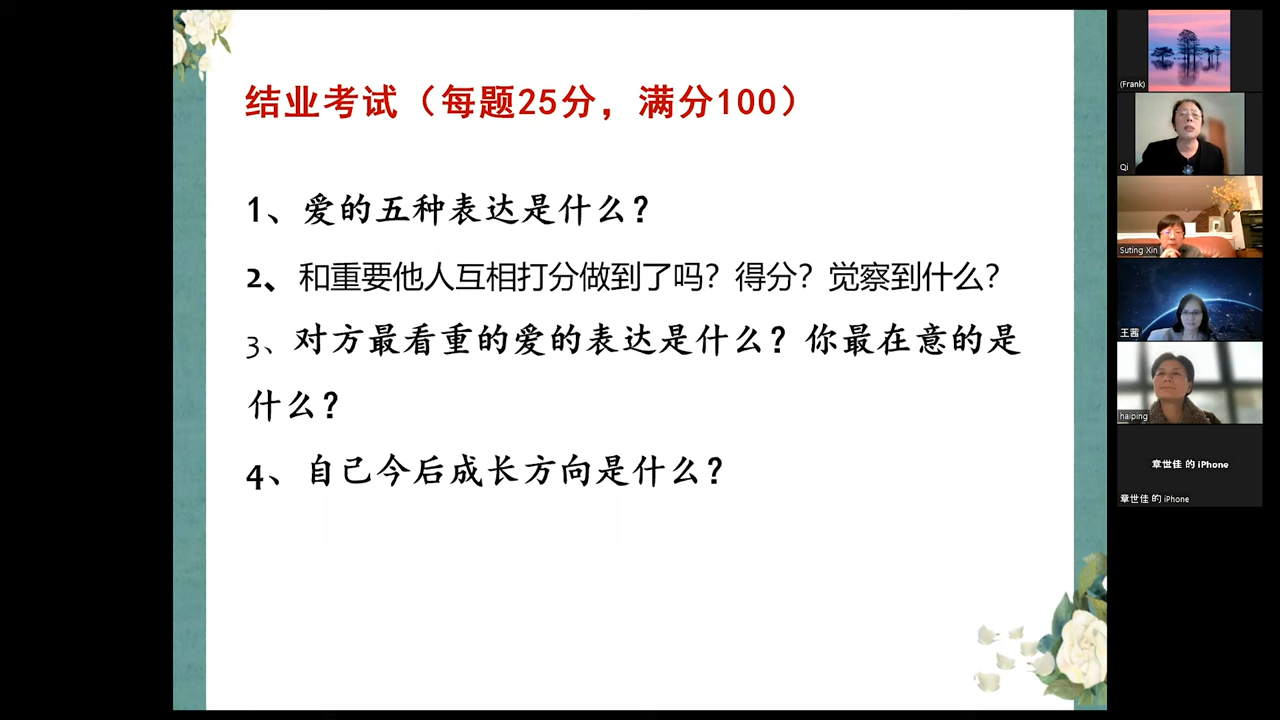 结业考试（每题25分，满分100）
1、爱的五种表达是什么？
2、和重要他人互相打分做到了吗？得分？觉察到什么？
3、对方最看重的爱的表达是什么？你最在意的是
什么？
4、自己今后成长方向是什么？
(Frank)
Qi
Suting Xin
王茜
haiping
章世佳 的 iPhone
章世佳 的 iPhone